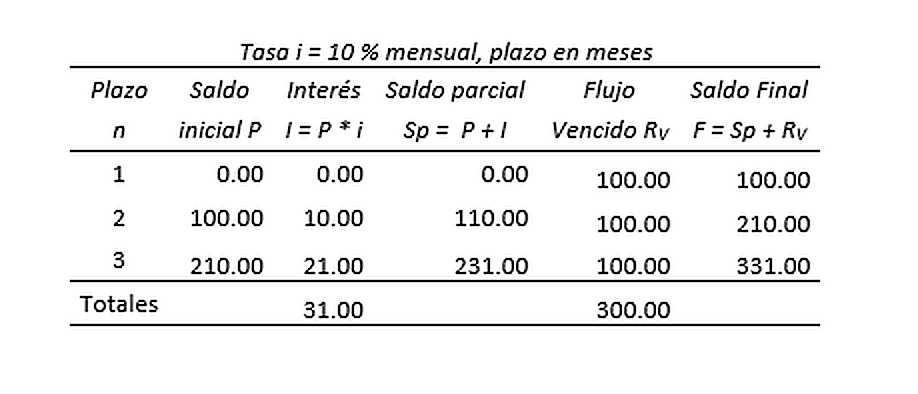 Tasa i = 10 % mensual, plazo en meses
Plazo Saldo Interés Saldo parcial Flujo Saldo Final
n inicial P I = P * i Sp = P + I Vencido Rv F = Sp + Rv
1 0.00 0.00 0.00 100.00 100.00
2 100.00 10.00 110.00 100.00 210.00
3 210.00 21.00 231.00 100.00 331.00
Totales 31.00 300.00